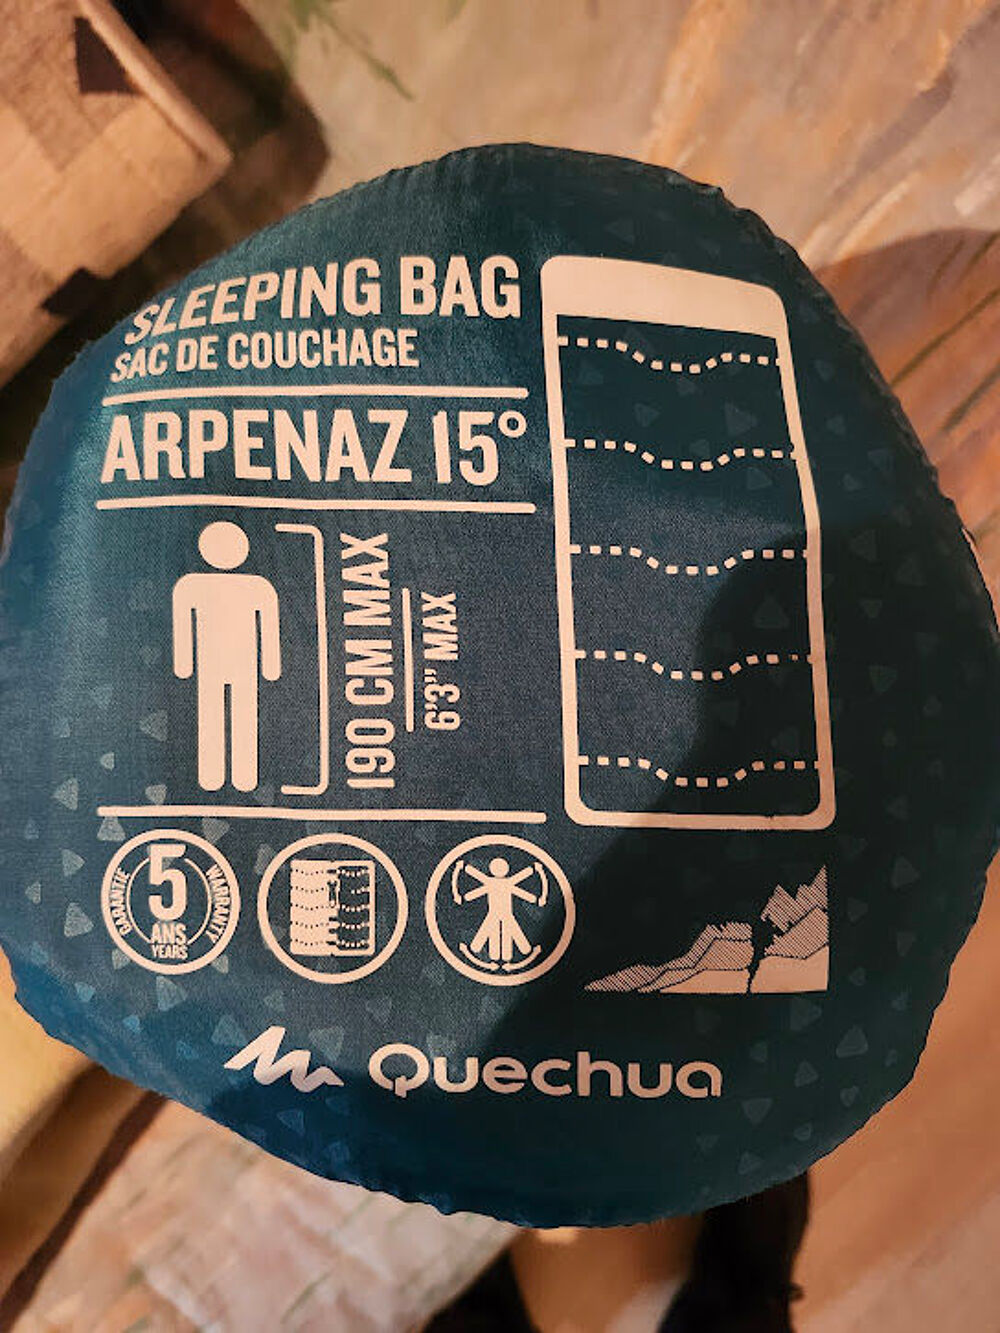 SLEEPING BAG
SAC DE COUCHAGE
ARPENAZ 15°
190 CM MAX
6'3" MAX
GARANTIE
5
ANS
YEARS
WARRANTY
Quechua